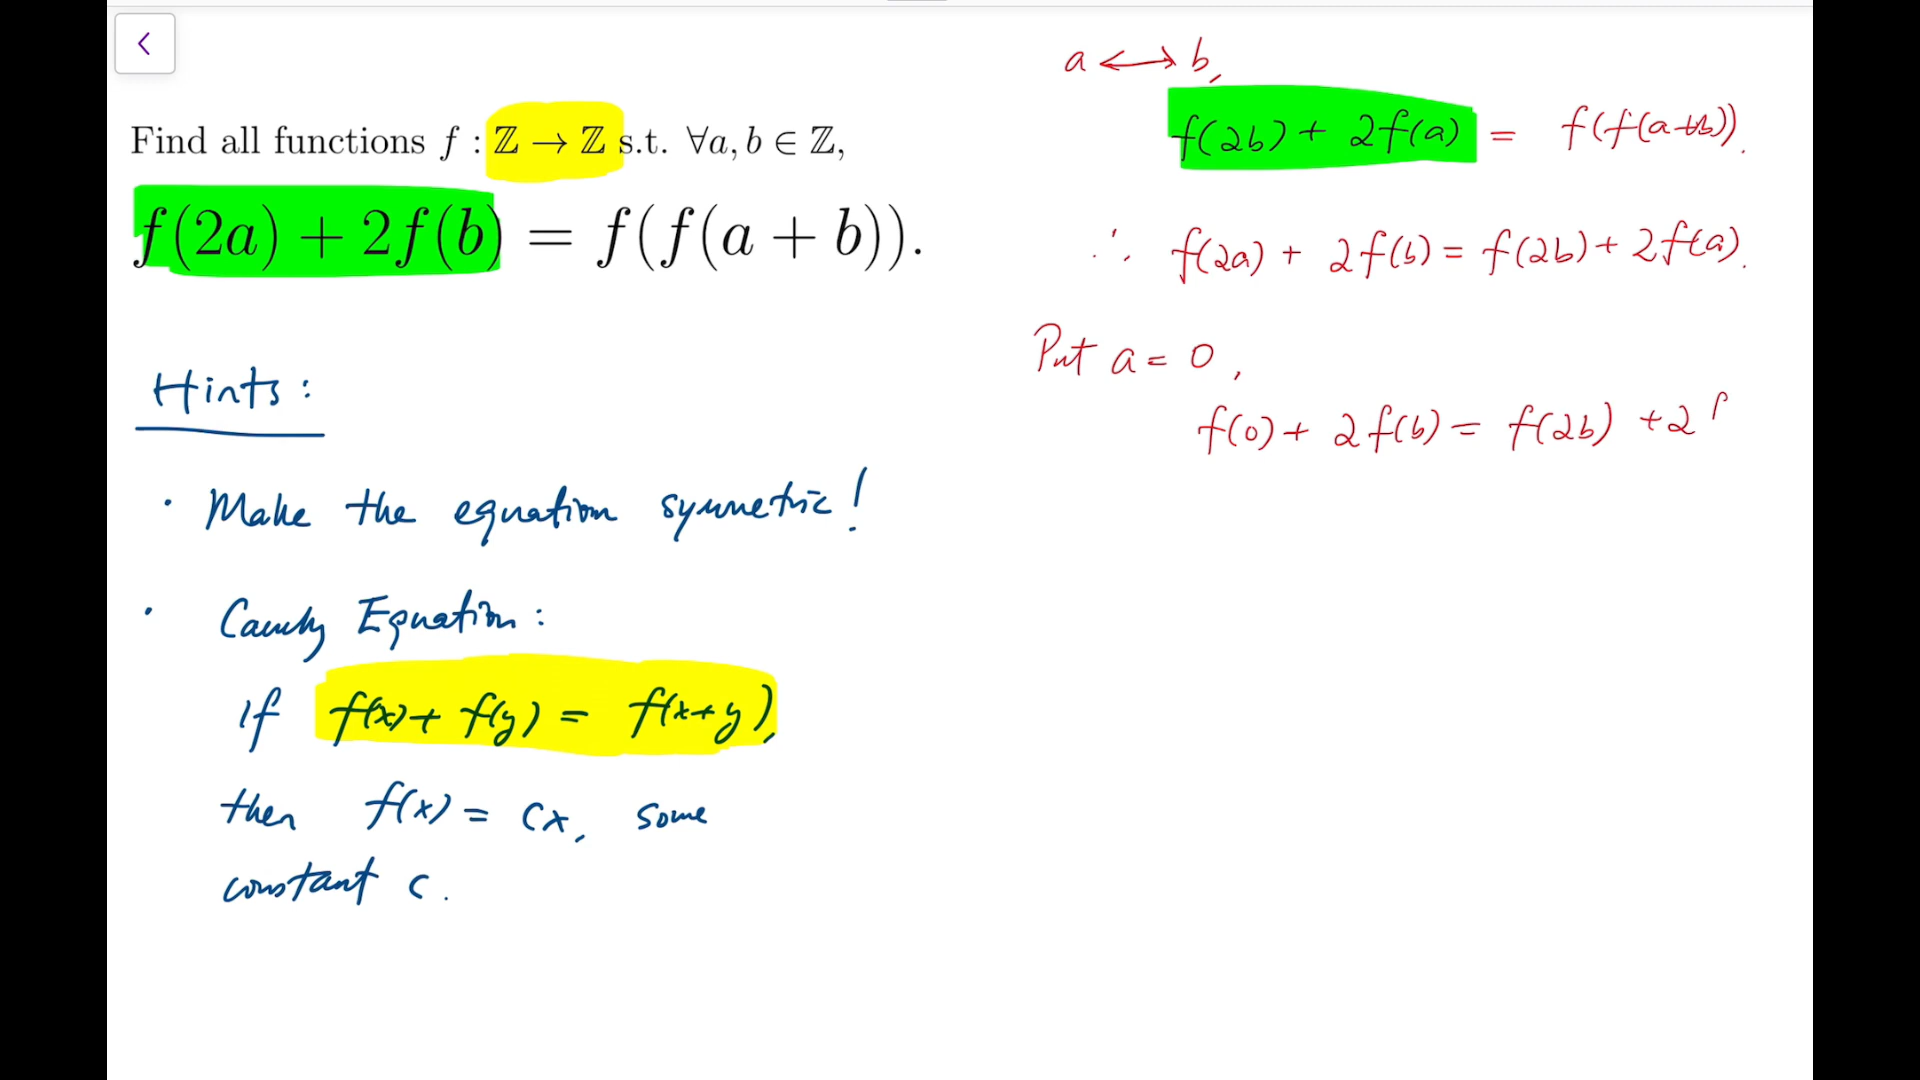 Find all functions f : ℤ → ℤ s.t. ∀a, b ∈ ℤ,
f(2a) + 2f(b) = f(f(a + b)).
Hints:
· Make the equation symmetric!
· Cauchy Equation:
If f(x) + f(y) = f(x+y),
then f(x) = cx, some
constant c.
a ⟷ b,
f(2b) + 2f(a) = f(f(a+b)).
∴ f(2a) + 2f(b) = f(2b) + 2f(a).
Put a = 0,
f(0) + 2f(b) = f(2b) + 2